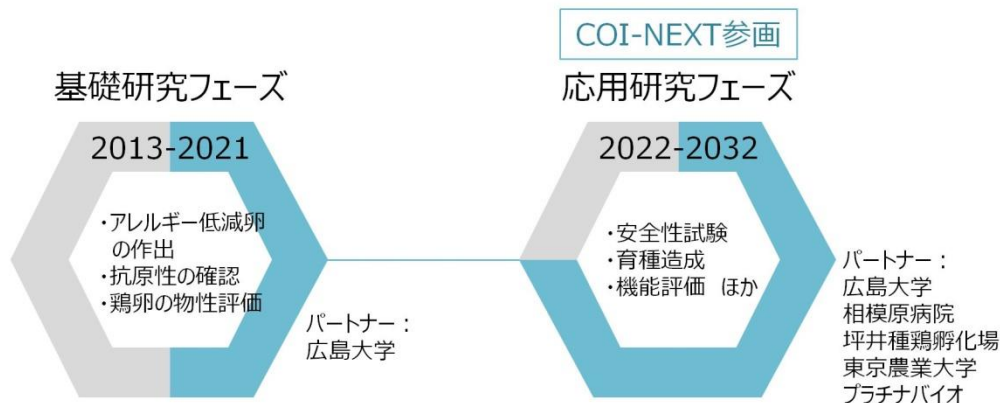 COI-NEXT参画
基礎研究フェーズ
2013-2021
・アレルギー低減卵
の作出
・抗原性の確認
・鶏卵の物性評価
パートナー：
広島大学
応用研究フェーズ
2022-2032
・安全性試験
・育種造成
・機能評価 ほか
パートナー：
広島大学
相模原病院
坪井種鶏孵化場
東京農業大学
プラチナバイオ